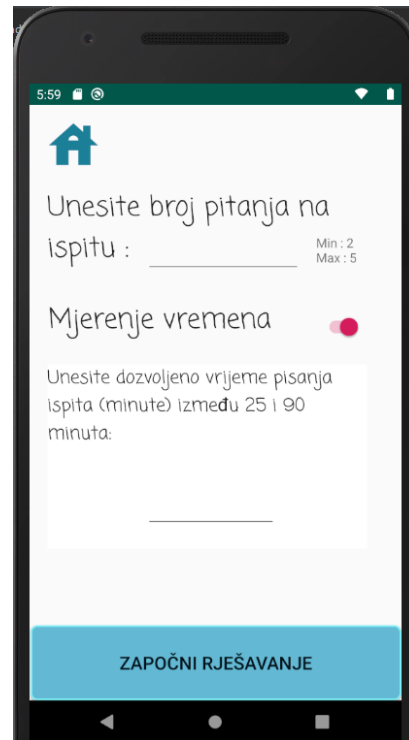 5:59
Unesite broj pitanja na
ispitu :
Min : 2
Max : 5
Mjerenje vremena
Unesite dozvoljeno vrijeme pisanja
ispita (minute) između 25 i 90
minuta:
ZAPOČNI RJEŠAVANJE